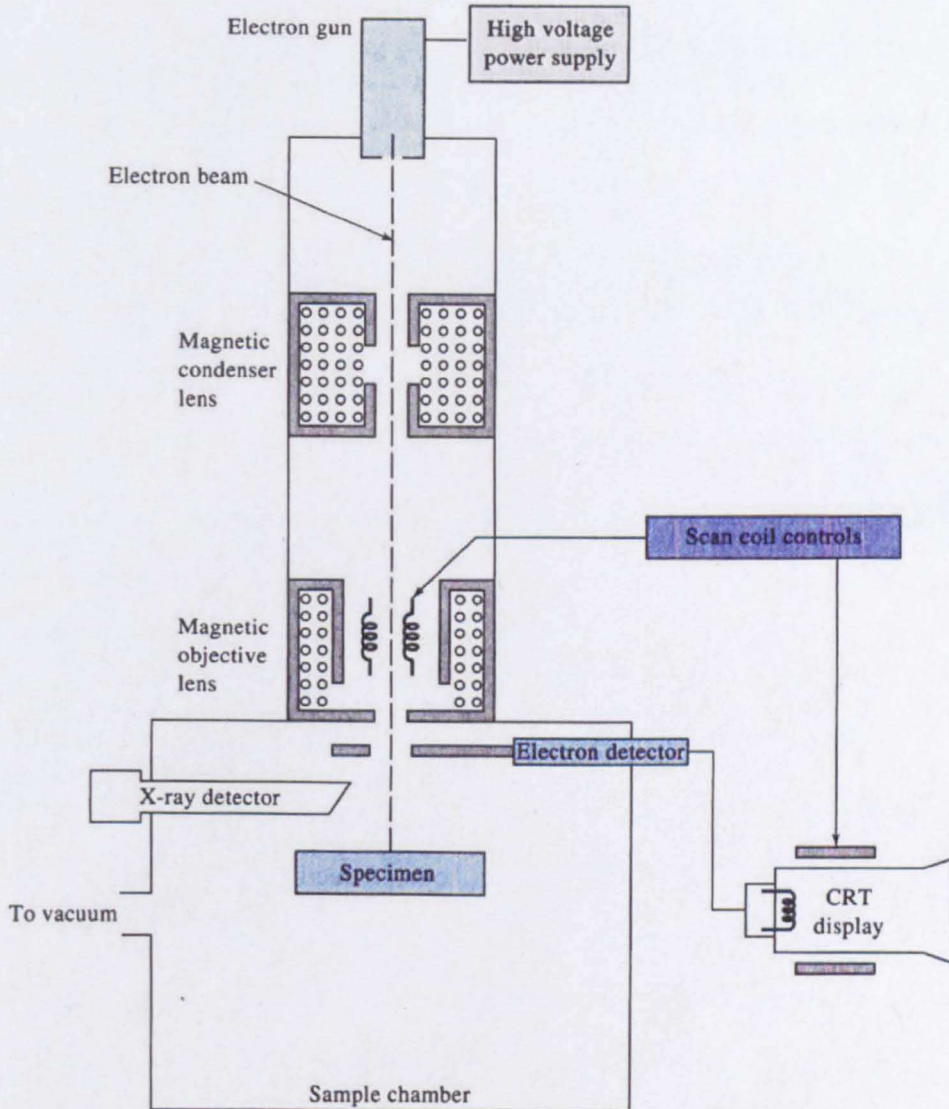 Electron gun
High voltage
power supply
Electron beam
Magnetic
condenser
lens
Scan coil controls
Magnetic
objective
lens
Electron detector
X-ray detector
Specimen
To vacuum
CRT
display
Sample chamber